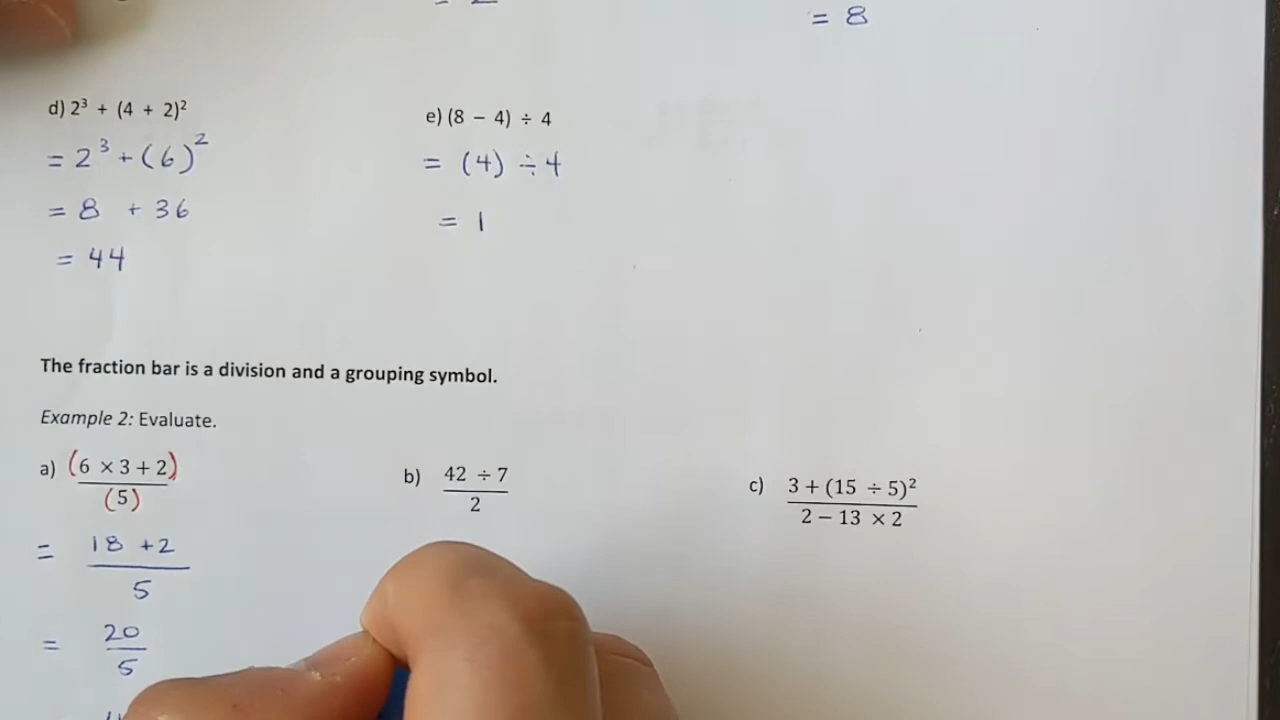 = 8
d) 2³ + (4 + 2)²
= 2³ + (6)²
= 8 + 36
= 44
e) (8 − 4) ÷ 4
= (4) ÷ 4
= 1
The fraction bar is a division and a grouping symbol.
Example 2: Evaluate.
a) (6 × 3 + 2)
(5)
= 18 + 2
5
= 20
5
b) 42 ÷ 7
2
c) 3 + (15 ÷ 5)²
2 − 13 × 2